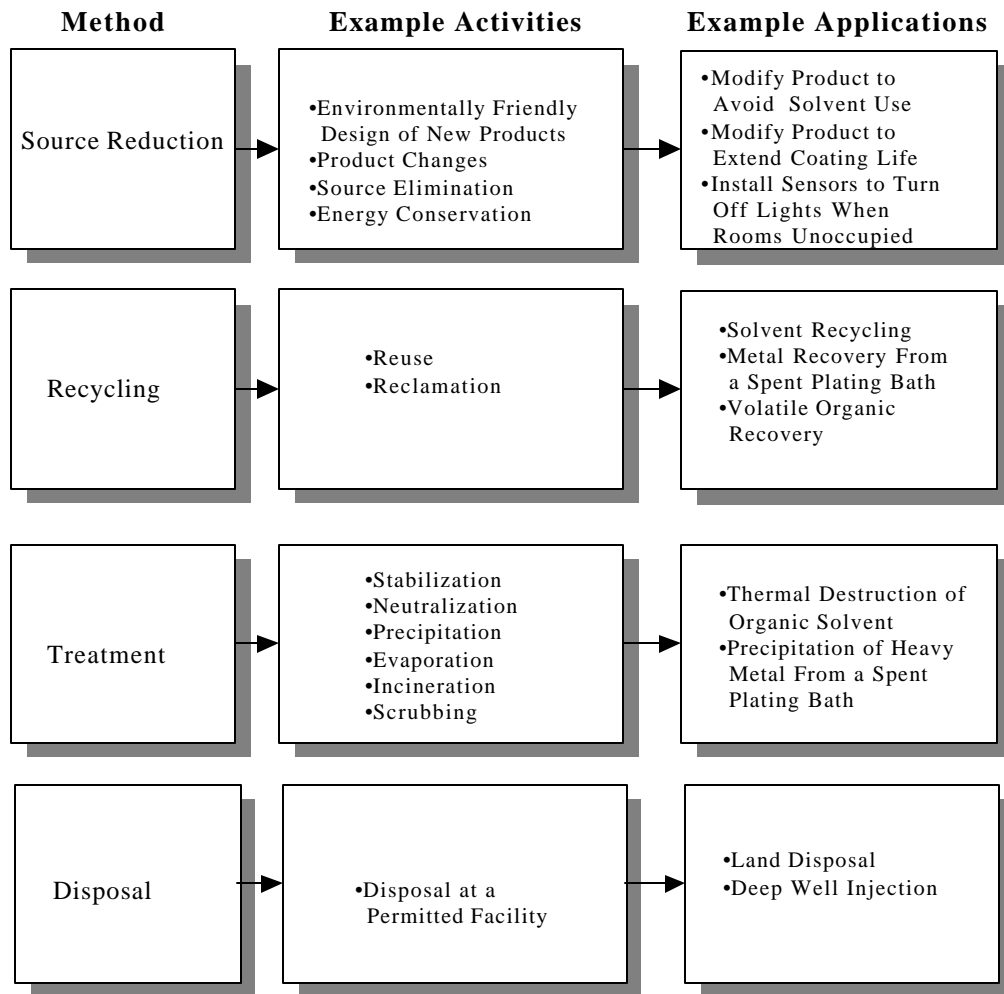 Method
Example Activities
Example Applications
Source Reduction
•Environmentally Friendly
Design of New Products
•Product Changes
•Source Elimination
•Energy Conservation
•Modify Product to
Avoid Solvent Use
•Modify Product to
Extend Coating Life
•Install Sensors to Turn
Off Lights When
Rooms Unoccupied
Recycling
•Reuse
•Reclamation
•Solvent Recycling
•Metal Recovery From
a Spent Plating Bath
•Volatile Organic
Recovery
Treatment
•Stabilization
•Neutralization
•Precipitation
•Evaporation
•Incineration
•Scrubbing
•Thermal Destruction of
Organic Solvent
•Precipitation of Heavy
Metal From a Spent
Plating Bath
Disposal
•Disposal at a
Permitted Facility
•Land Disposal
•Deep Well Injection